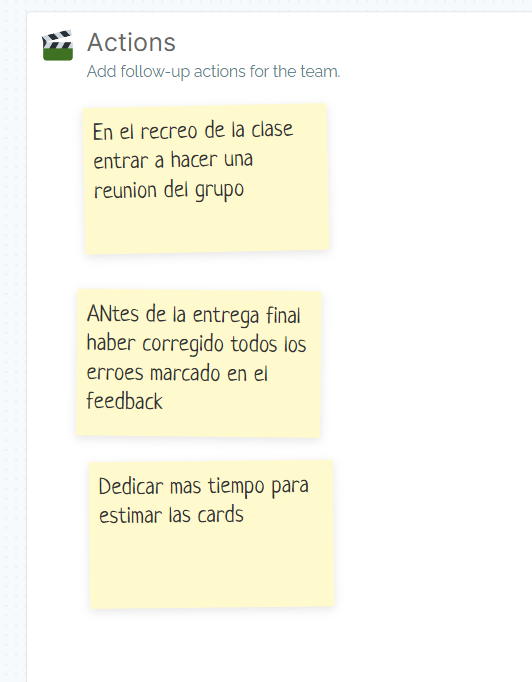 Actions
Add follow-up actions for the team.
En el recreo de la clase
entrar a hacer una
reunion del grupo
ANtes de la entrega final
haber corregido todos los
erroes marcado en el
feedback
Dedicar mas tiempo para
estimar las cards